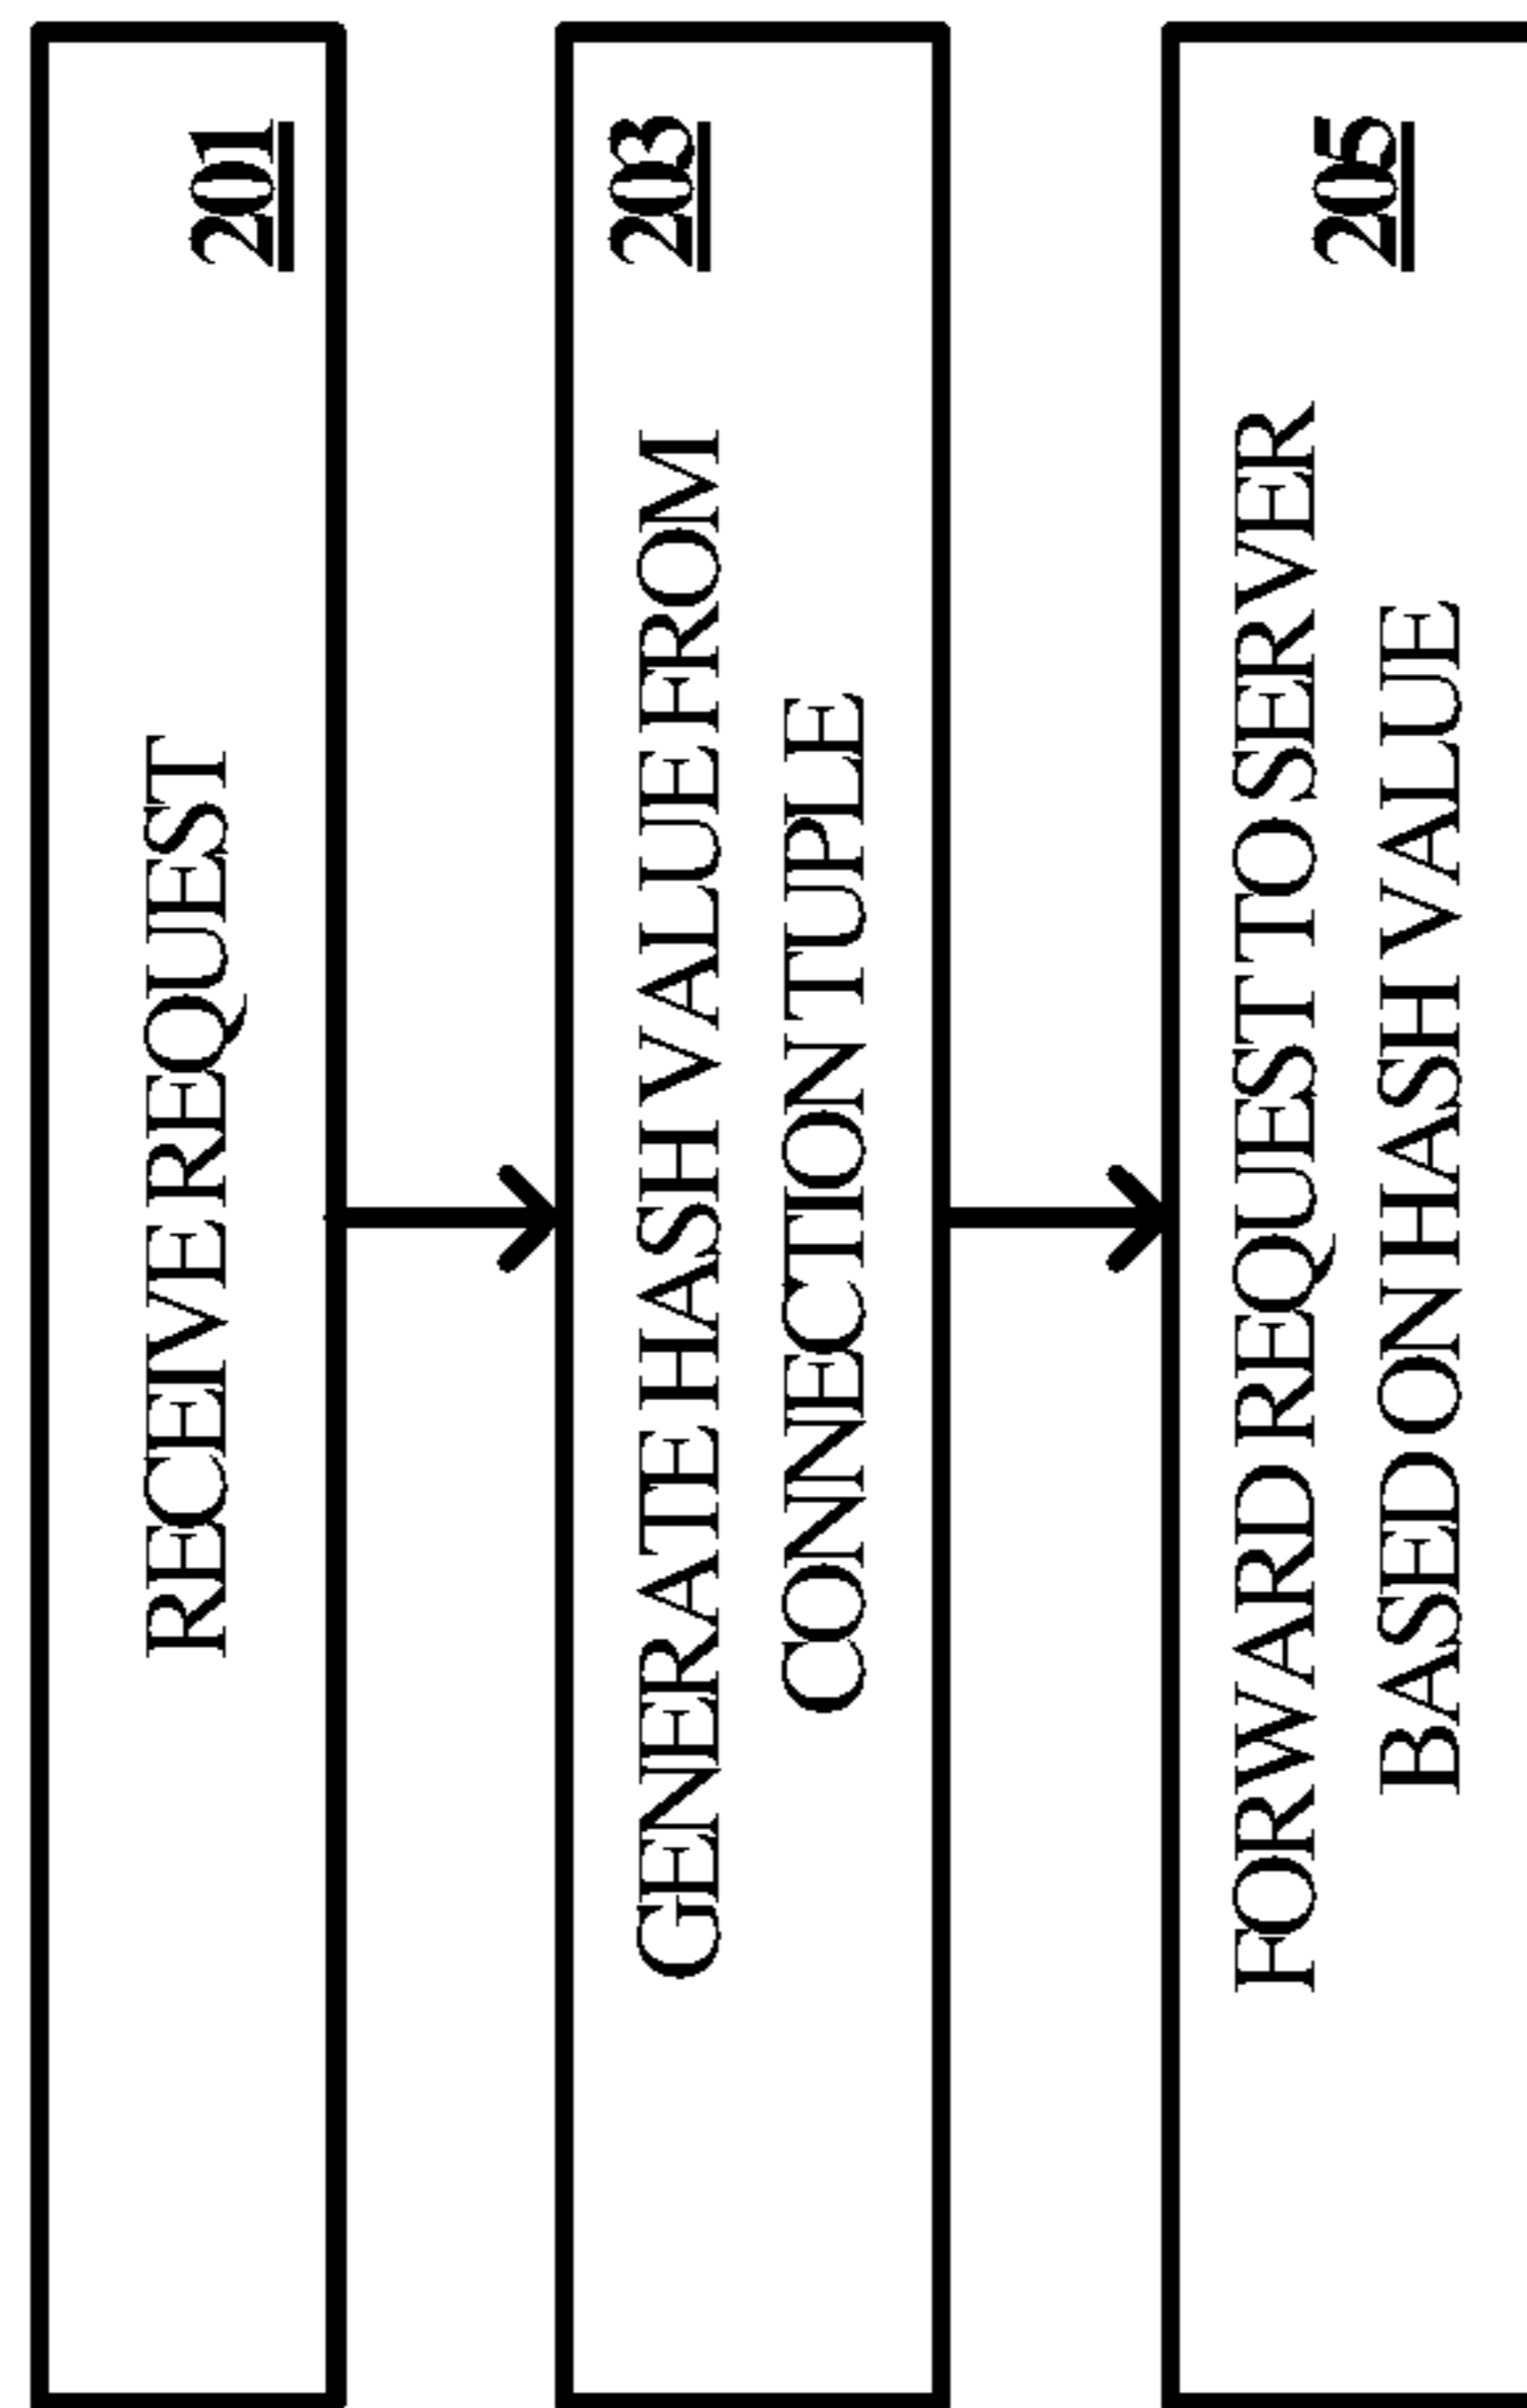 RECEIVE REQUEST
201
GENERATE HASH VALUE FROM
CONNECTION TUPLE
203
FORWARD REQUEST TO SERVER
BASED ON HASH VALUE
205